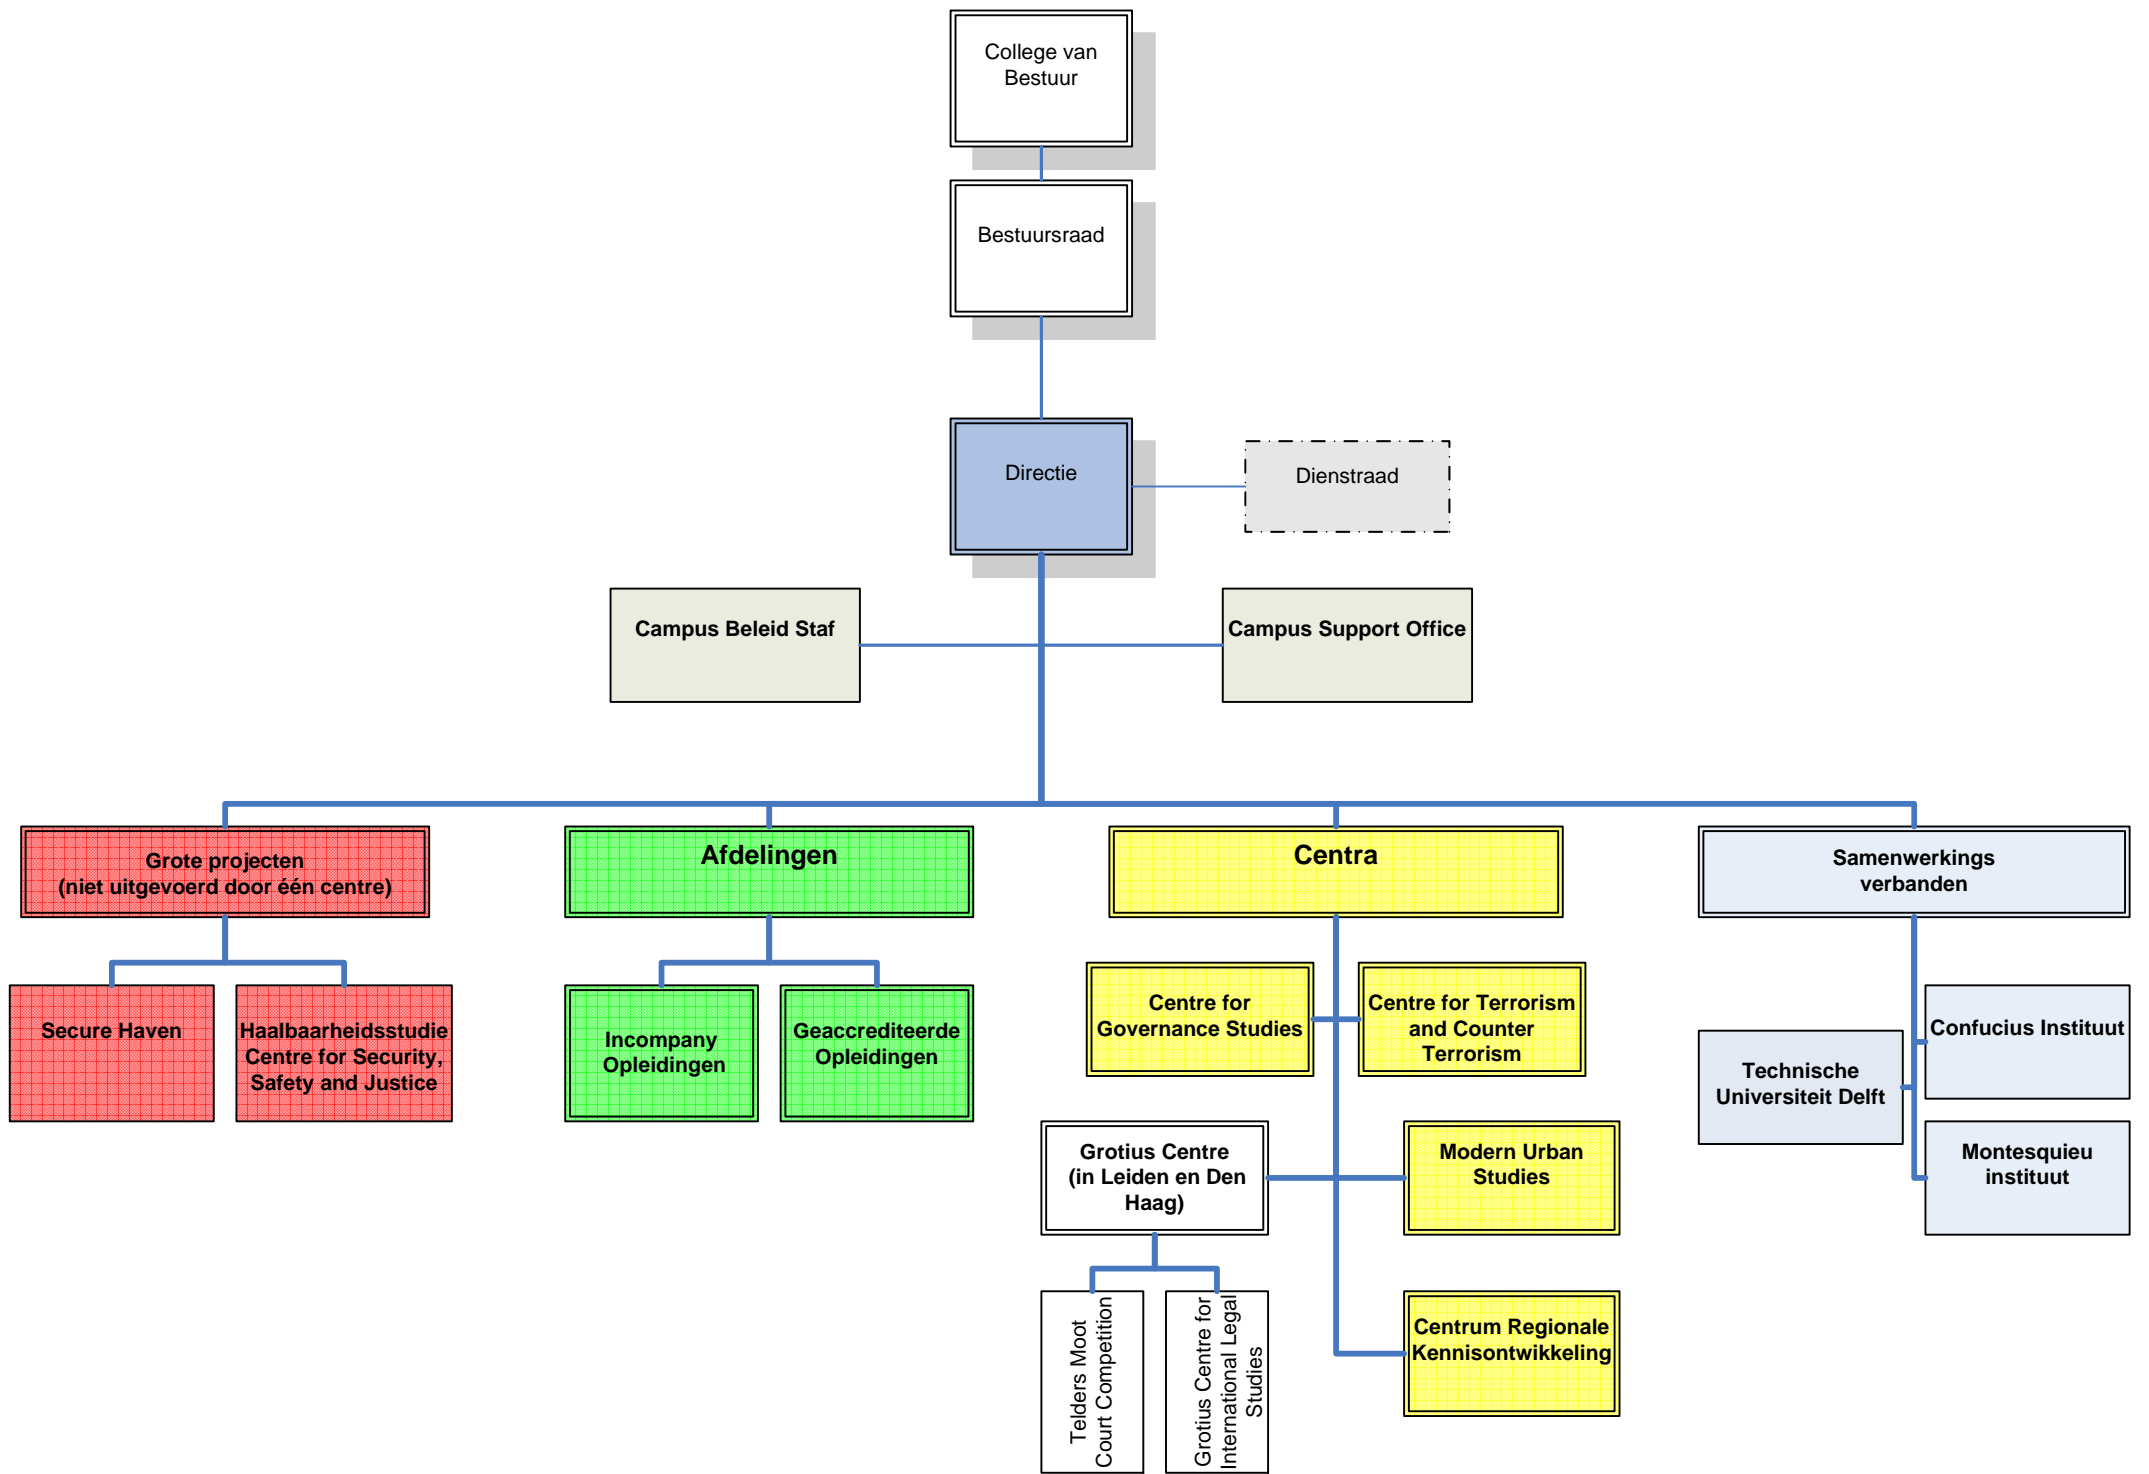 College van
Bestuur
Bestuursraad
Directie
Dienstraad
Campus Beleid Staf
Campus Support Office
Grote projecten
(niet uitgevoerd door één centre)
Afdelingen
Centra
Samenwerkings
verbanden
Secure Haven
Haalbaarheidsstudie
Centre for Security,
Safety and Justice
Incompany
Opleidingen
Geaccrediteerde
Opleidingen
Centre for
Governance Studies
Centre for Terrorism
and Counter
Terrorism
Grotius Centre
(in Leiden en Den
Haag)
Modern Urban
Studies
Telders Moot
Court Competition
Grotius Centre for
International Legal
Studies
Centrum Regionale
Kennisontwikkeling
Technische
Universiteit Delft
Confucius Instituut
Montesquieu
instituut